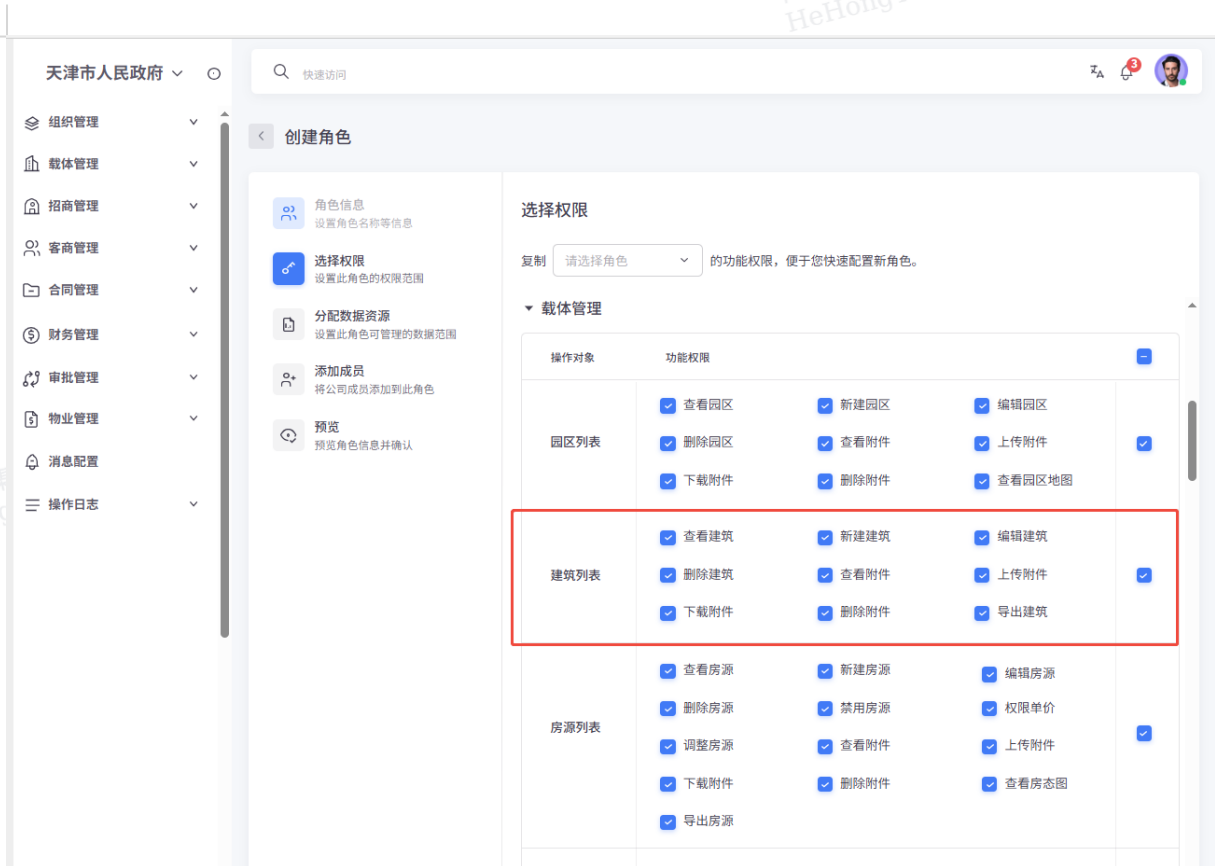 HeHong
天津市人民政府
快速访问
3
组织管理
载体管理
招商管理
客商管理
合同管理
财务管理
审批管理
物业管理
消息配置
操作日志
创建角色
角色信息
设置角色名称等信息
选择权限
设置此角色的权限范围
分配数据资源
设置此角色可管理的数据范围
添加成员
将公司成员添加到此角色
预览
预览角色信息并确认
选择权限
复制 请选择角色 的功能权限，便于您快速配置新角色。
载体管理
操作对象 功能权限
园区列表
查看园区 新建园区 编辑园区
删除园区 查看附件 上传附件
下载附件 删除附件 查看园区地图
建筑列表
查看建筑 新建建筑 编辑建筑
删除建筑 查看附件 上传附件
下载附件 删除附件 导出建筑
房源列表
查看房源 新建房源 编辑房源
删除房源 禁用房源 权限单价
调整房源 查看附件 上传附件
下载附件 删除附件 查看房态图
导出房源